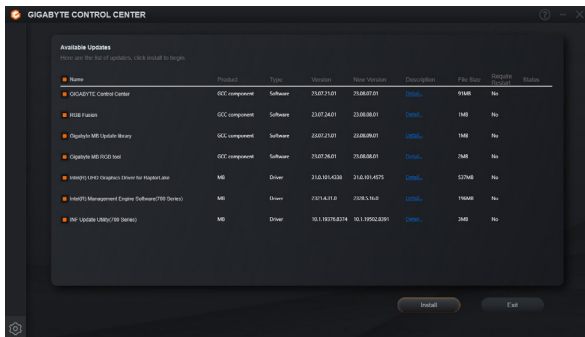 GIGABYTE CONTROL CENTER
Available Updates
Here are the list of updates, click install to begin.
Name Product Type Version New Version Description File Size Require Restart Status
GIGABYTE Control Center GCC component Software 23.07.21.01 23.08.07.01 Detail... 91MB No
RGB Fusion GCC component Software 23.07.24.01 23.08.08.01 Detail... 1MB No
Gigabyte MB Update library GCC component Software 23.07.21.01 23.08.09.01 Detail... 1MB No
Gigabyte MB RGD tool GCC component Software 23.07.26.01 23.08.08.01 Detail... 2MB No
Intel(R) UHD Graphics Driver for RaptorLake MB Driver 31.0.101.4338 31.0.101.4575 Detail... 537MB No
Intel(R) Management Engine Software(700 Series) MB Driver 2321.4.31.0 2328.5.16.0 Detail... 196MB No
INF Update Utility(700 Series) MB Driver 10.1.19376.8374 10.1.19502.8391 Detail... 3MB No
Install Exit